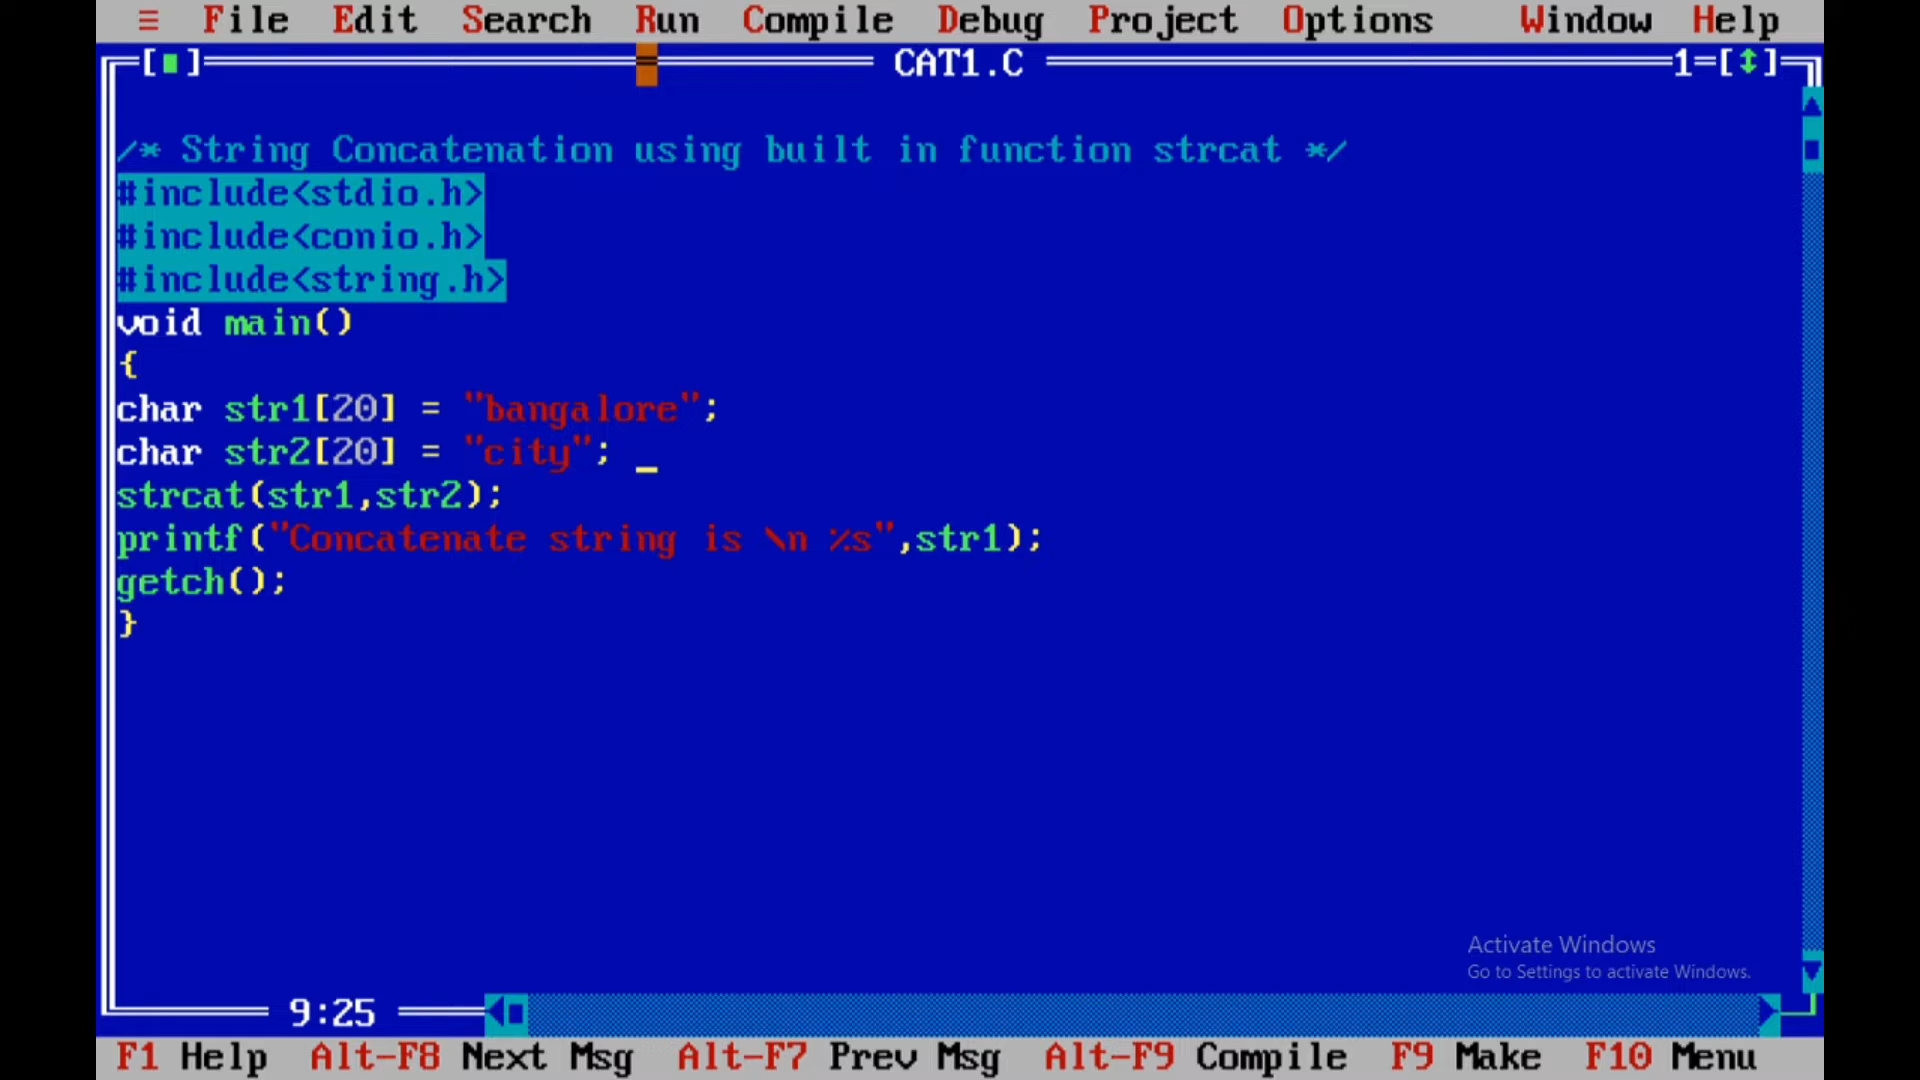 ≡ File Edit Search Run Compile Debug Project Options Window Help
[■] CAT1.C 1=[↕]
/* String Concatenation using built in function strcat */
#include<stdio.h>
#include<conio.h>
#include<string.h>
void main()
{
char str1[20] = "bangalore";
char str2[20] = "city"; _
strcat(str1,str2);
printf("Concatenate string is \n %s",str1);
getch();
}
Activate Windows
Go to Settings to activate Windows.
9:25
F1 Help Alt-F8 Next Msg Alt-F7 Prev Msg Alt-F9 Compile F9 Make F10 Menu